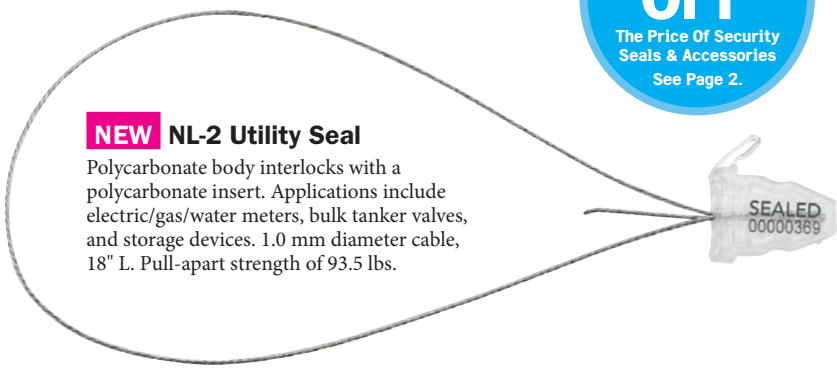 OFF
The Price Of Security
Seals & Accessories
See Page 2.
NEW NL-2 Utility Seal
Polycarbonate body interlocks with a
polycarbonate insert. Applications include
electric/gas/water meters, bulk tanker valves,
and storage devices. 1.0 mm diameter cable,
18" L. Pull-apart strength of 93.5 lbs.
SEALED
00000369